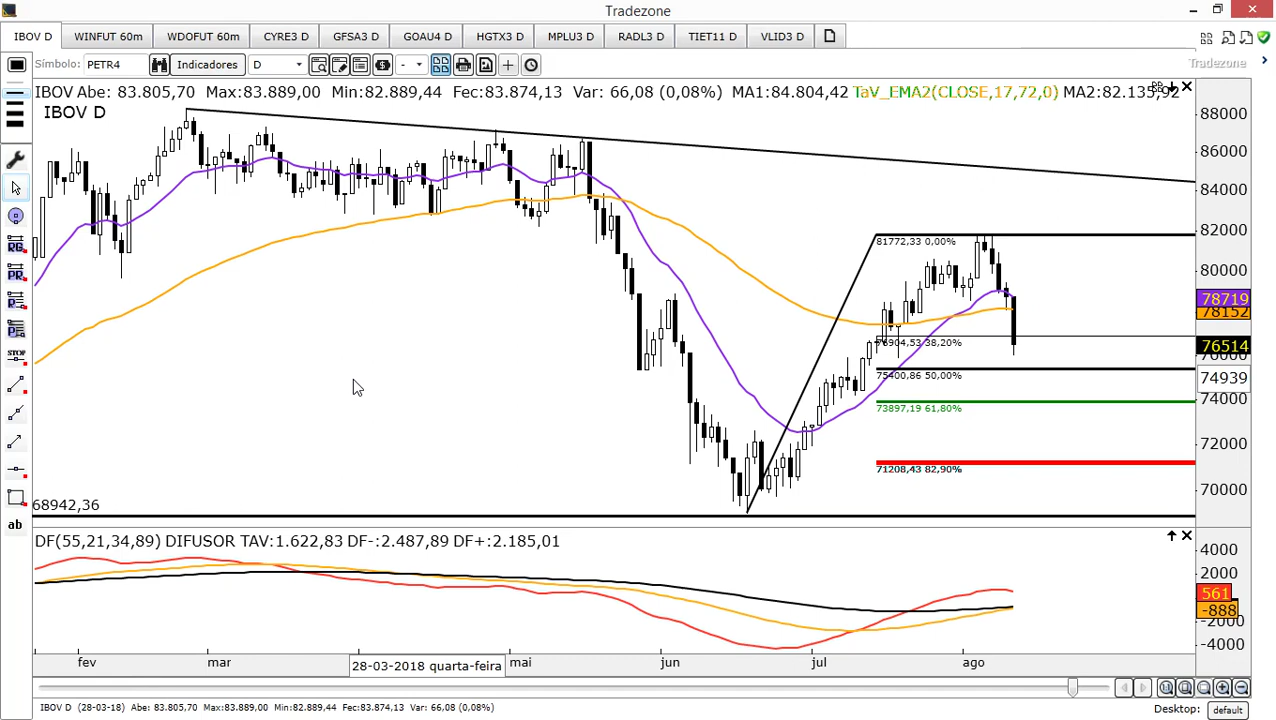 Tradezone
IBOV D
WINFUT 60m
WDOFUT 60m
CYRE3 D
GFSA3 D
GOAU4 D
HGTX3 D
MPLU3 D
RADL3 D
TIET11 D
VLID3 D
Símbolo: PETR4
Indicadores
D
-
Tradezone
IBOV Abe: 83.805,70 Max:83.889,00 Min:82.889,44 Fec:83.874,13 Var: 66,08 (0,08%) MA1:84.804,42 TaV_EMA2(CLOSE,17,72,0) MA2:82.135,92
IBOV D
88000
86000
84000
82000
80000
78719
78152
76514
76000
74939
74000
72000
70000
81772,33 0,00%
76904,53 38,20%
75400,86 50,00%
73897,19 61,80%
71208,43 82,90%
68942,36
RG
PR
STOP
ab
DF(55,21,34,89) DIFUSOR TAV:1.622,83 DF-:2.487,89 DF+:2.185,01
4000
2000
561
-888
-2000
-4000
fev
mar
28-03-2018 quarta-feira
mai
jun
jul
ago
IBOV D (28-03-18) Abe: 83.805,70 Max:83.889,00 Min:82.889,44 Fec:83.874,13 Var: 66,08 (0,08%)
Desktop: default